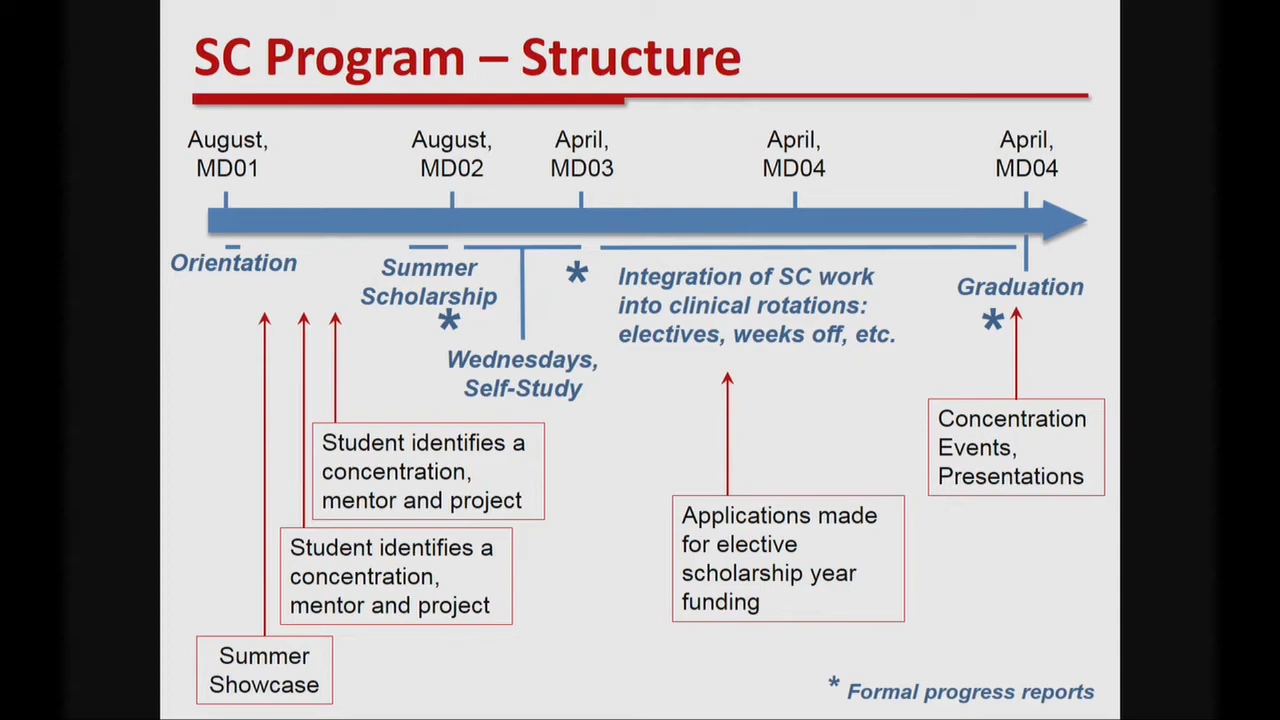 SC Program – Structure
August,
MD01
August,
MD02
April,
MD03
April,
MD04
April,
MD04
Orientation
Summer
Scholarship
*
Wednesdays,
Self-Study
*
Integration of SC work
into clinical rotations:
electives, weeks off, etc.
Graduation
*
Student identifies a
concentration,
mentor and project
Student identifies a
concentration,
mentor and project
Summer
Showcase
Applications made
for elective
scholarship year
funding
Concentration
Events,
Presentations
* Formal progress reports